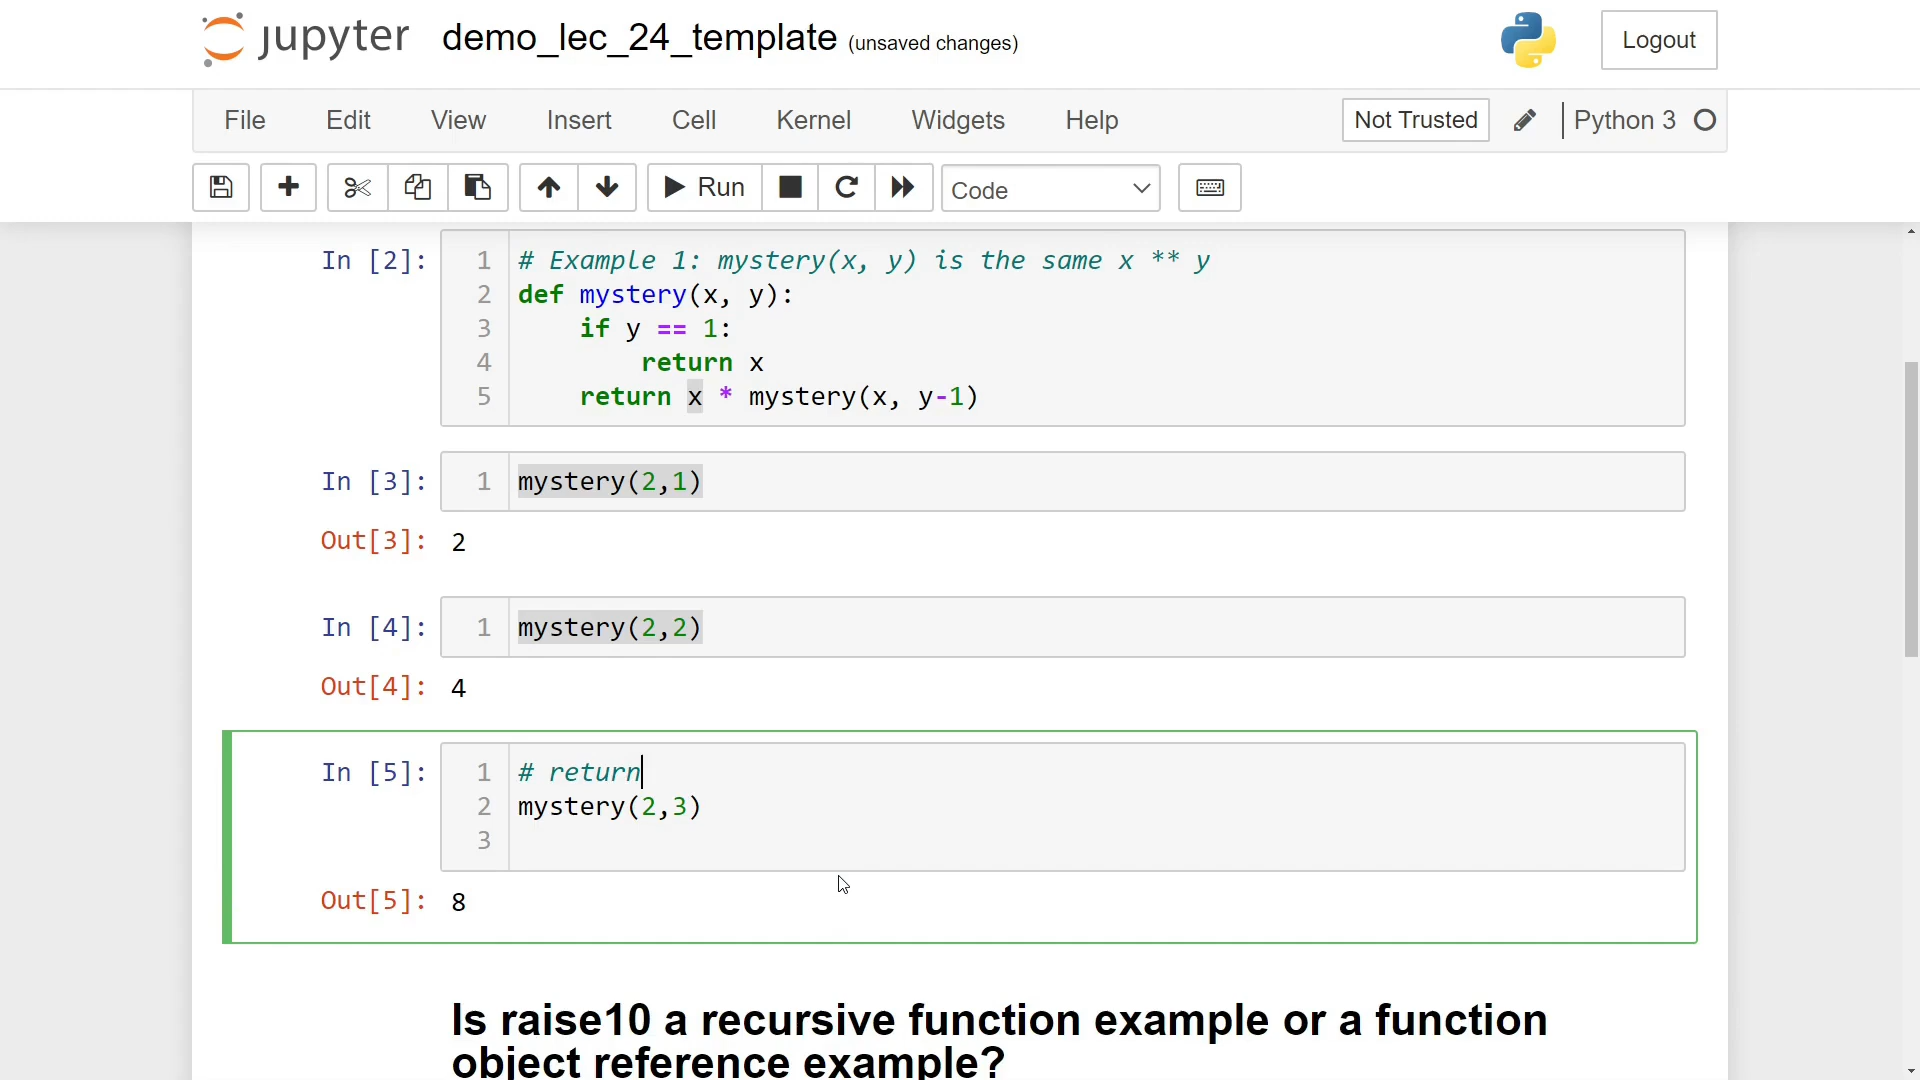 jupyter demo_lec_24_template (unsaved changes) Logout
File Edit View Insert Cell Kernel Widgets Help Not Trusted Python 3
Run Code
In [2]: 1 # Example 1: mystery(x, y) is the same x ** y
2 def mystery(x, y):
3 if y == 1:
4 return x
5 return x * mystery(x, y-1)
In [3]: 1 mystery(2,1)
Out[3]: 2
In [4]: 1 mystery(2,2)
Out[4]: 4
In [5]: 1 # return
2 mystery(2,3)
3
Out[5]: 8
Is raise10 a recursive function example or a function
object reference example?